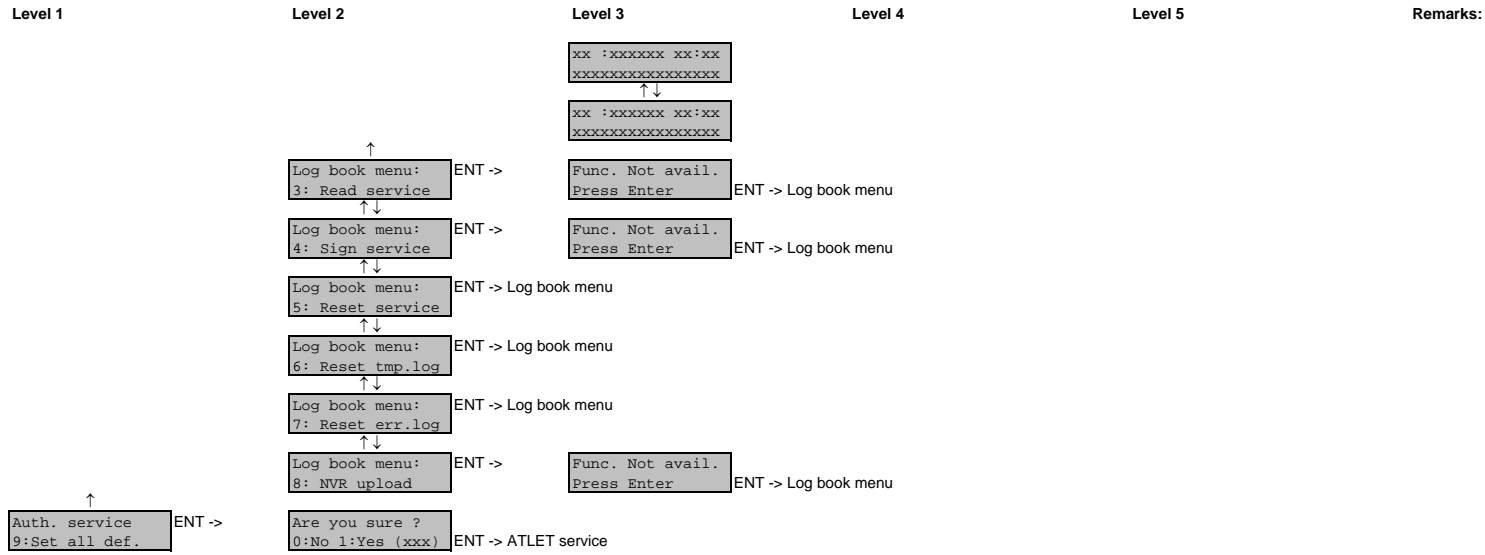 Level 1 Level 2 Level 3 Level 4 Level 5 Remarks:
xx :xxxxxx xx:xx
xxxxxxxxxxxxxxxx
↑↓
xx :xxxxxx xx:xx
xxxxxxxxxxxxxxxx
↑
Log book menu: ENT -> Func. Not avail.
3: Read service Press Enter ENT -> Log book menu
↑↓
Log book menu: ENT -> Func. Not avail.
4: Sign service Press Enter ENT -> Log book menu
↑↓
Log book menu: ENT -> Log book menu
5: Reset service
↑↓
Log book menu: ENT -> Log book menu
6: Reset tmp.log
↑↓
Log book menu: ENT -> Log book menu
7: Reset err.log
↑↓
Log book menu: ENT -> Func. Not avail.
8: NVR upload Press Enter ENT -> Log book menu
↑
Auth. service ENT -> Are you sure ?
9:Set all def. 0:No 1:Yes (xxx) ENT -> ATLET service